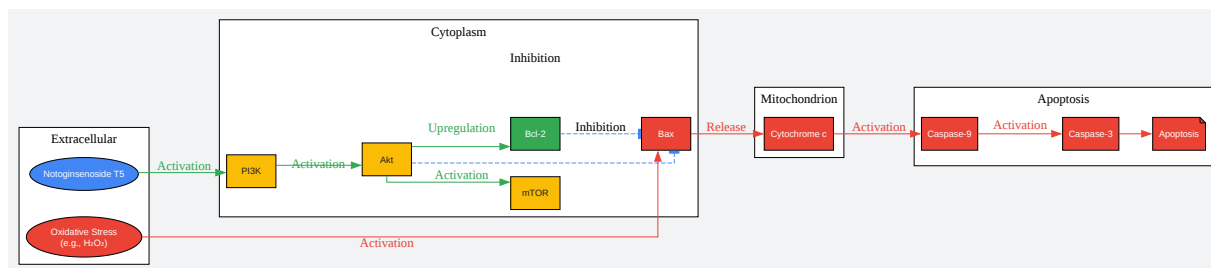 Cytoplasm
Inhibition
Mitochondrion
Apoptosis
Extracellular
Upregulation
Bcl-2
Inhibition
Bax
Release
Cytochrome c
Activation
Caspase-9
Activation
Caspase-3
Apoptosis
Notoginsenoside T5
Activation
PI3K
Activation
Akt
Activation
mTOR
Oxidative Stress
(e.g., H₂O₂)
Activation